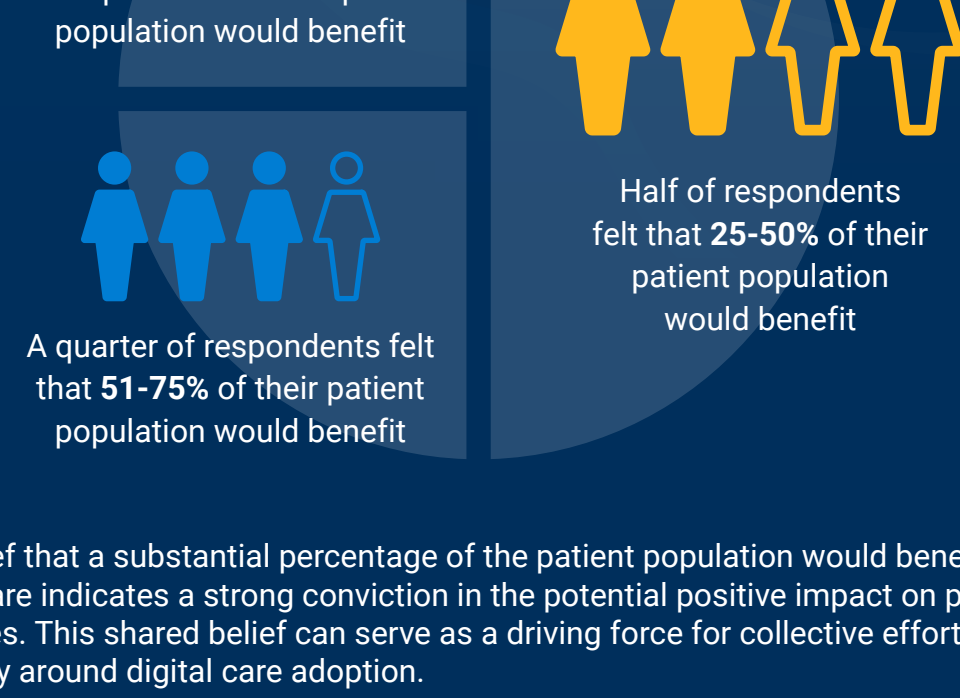 population would benefit
Half of respondents
felt that 25-50% of their
patient population
would benefit
A quarter of respondents felt
that 51-75% of their patient
population would benefit
that a substantial percentage of the patient population would
indicates a strong conviction in the potential positive impact on
This shared belief can serve as a driving force for collective
around digital care adoption.